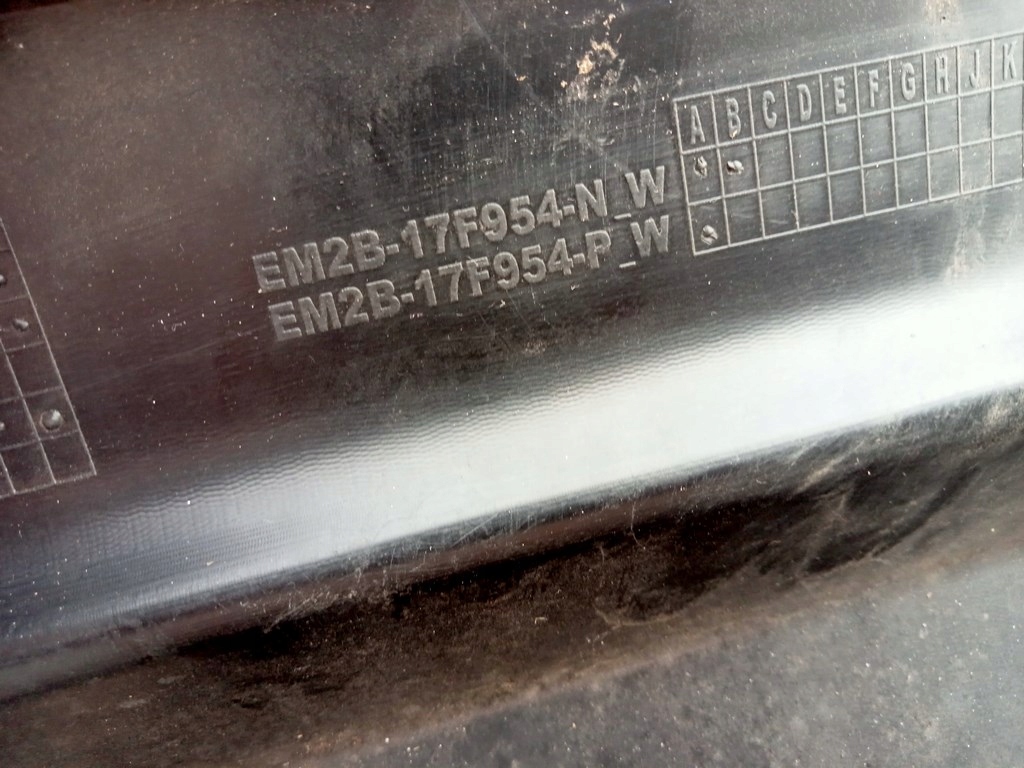 EM2B-17F954-N_W
EM2B-17F954-P_W
A B C D E F G H J K